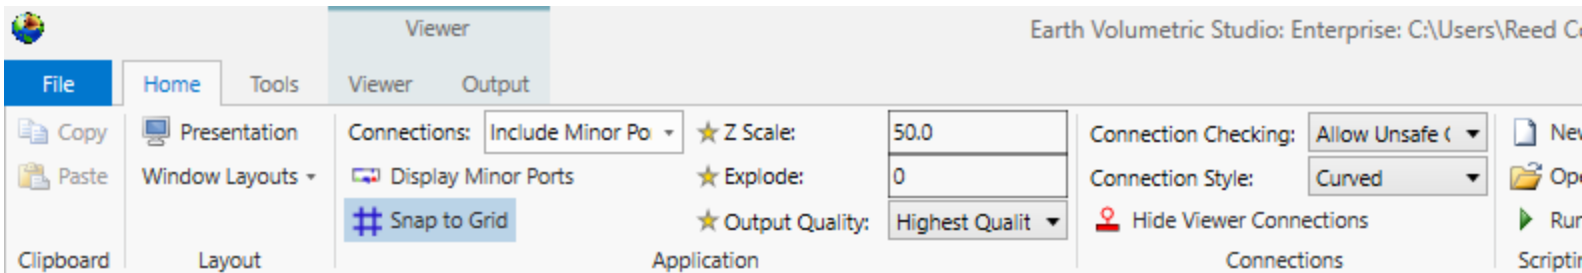 Viewer
Earth Volumetric Studio: Enterprise: C:\Users\Reed C
File Home Tools Viewer Output
Copy Presentation Connections: Include Minor Po Z Scale: 50.0 Connection Checking: Allow Unsafe
Paste Window Layouts Display Minor Ports Explode: 0 Connection Style: Curved
Snap to Grid Output Quality: Highest Qualit Hide Viewer Connections Run
Clipboard Layout Application Connections